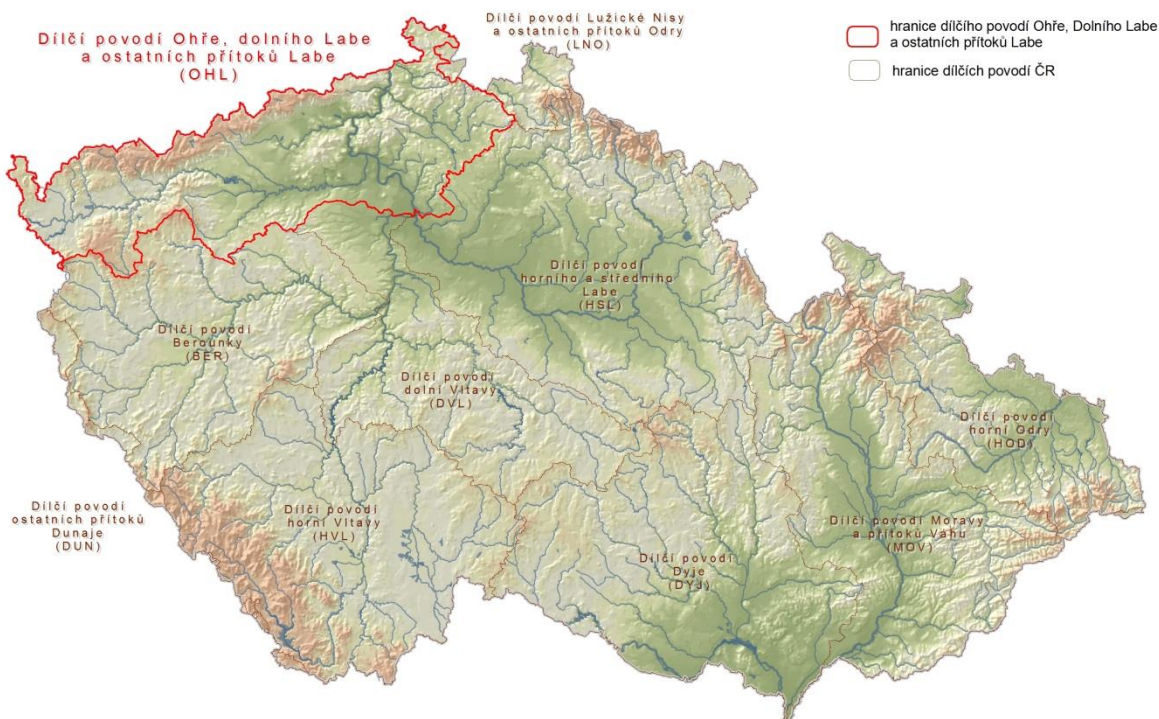 Dílčí povodí Ohře, dolního Labe
a ostatních přítoků Labe
(OHL)
Dílčí povodí Lužické Nisy
a ostatních přítoků Odry
(LNO)
hranice dílčího povodí Ohře, Dolního Labe
a ostatních přítoků Labe
hranice dílčích povodí ČR
Dílčí povodí
horního a středního
Labe
(HSL)
Dílčí povodí
Berounky
(BER)
Dílčí povodí
dolní Vltavy
(DVL)
Dílčí povodí
horní Odry
(HOD)
Dílčí povodí
ostatních přítoků
Dunaje
(DUN)
Dílčí povodí
horní Vltavy
(HVL)
Dílčí povodí Moravy
a přítoků Váhu
(MOV)
Dílčí povodí
Dyje
(DYJ)